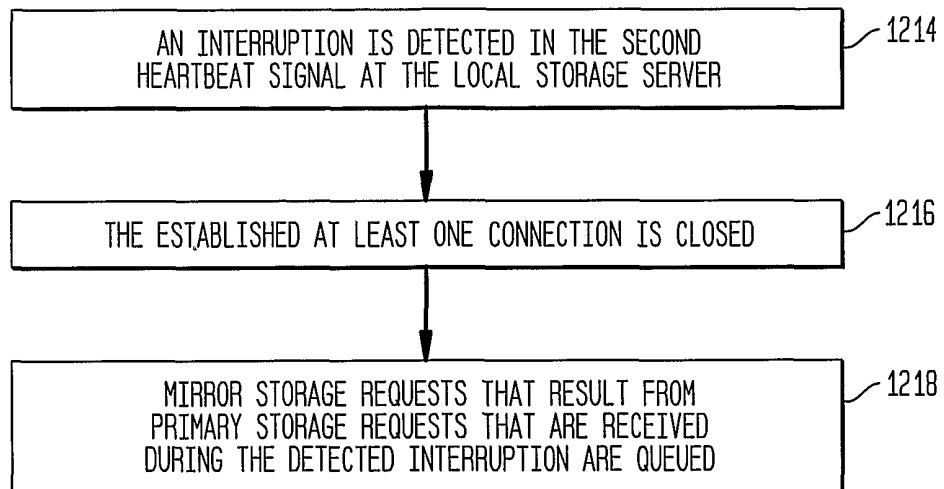 AN INTERRUPTION IS DETECTED IN THE SECOND
HEARTBEAT SIGNAL AT THE LOCAL STORAGE SERVER
1214
THE ESTABLISHED AT LEAST ONE CONNECTION IS CLOSED
1216
MIRROR STORAGE REQUESTS THAT RESULT FROM
PRIMARY STORAGE REQUESTS THAT ARE RECEIVED
DURING THE DETECTED INTERRUPTION ARE QUEUED
1218